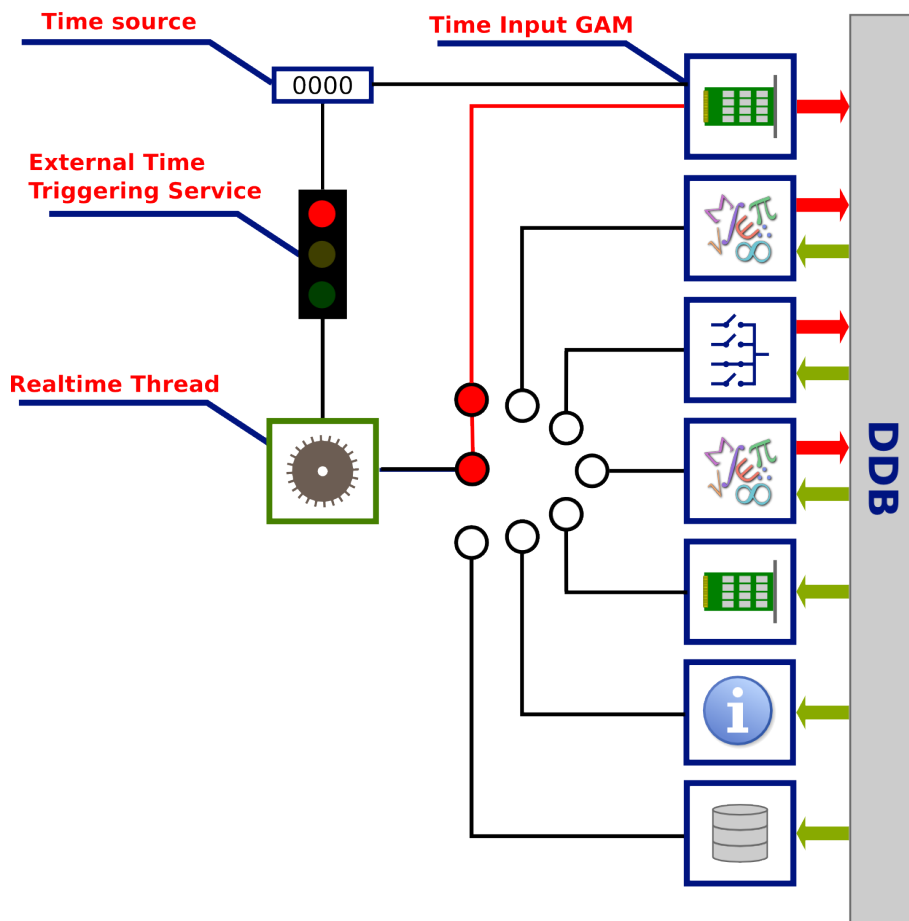 Time source
Time Input GAM
0000
External Time
Triggering Service
Realtime Thread
DDB